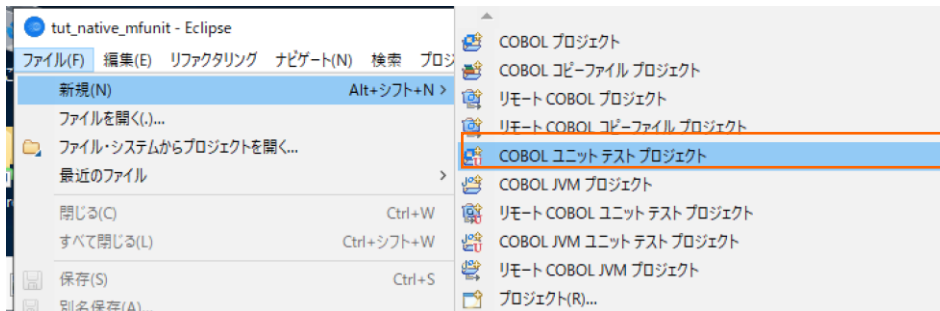 tut_native_mfunit - Eclipse
ファイル(F) 編集(E) リファクタリング ナビゲート(N) 検索 プロジ
新規(N) Alt+シフト+N >
ファイルを開く(.)...
ファイル・システムからプロジェクトを開く...
最近のファイル >
閉じる(C) Ctrl+W
すべて閉じる(L) Ctrl+シフト+W
保存(S) Ctrl+S
別名保存(A)...
COBOL プロジェクト
COBOL コピーファイル プロジェクト
リモート COBOL プロジェクト
リモート COBOL コピーファイル プロジェクト
COBOL ユニット テスト プロジェクト
COBOL JVM プロジェクト
リモート COBOL ユニット テスト プロジェクト
COBOL JVM ユニット テスト プロジェクト
リモート COBOL JVM プロジェクト
プロジェクト(R)...